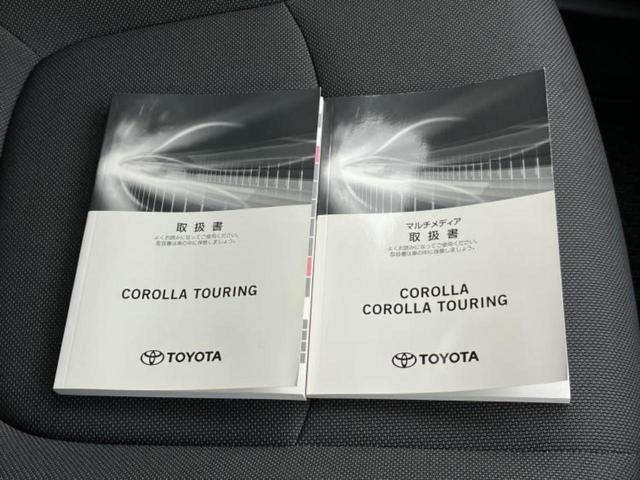 取扱書
よくお読みになってご使用ください。
取扱書は車の中に保管しましょう。
COROLLA TOURING
TOYOTA
マルチメディア
取扱書
よくお読みになってご使用ください。
取扱書は車の中に保管しましょう。
COROLLA
COROLLA TOURING
TOYOTA